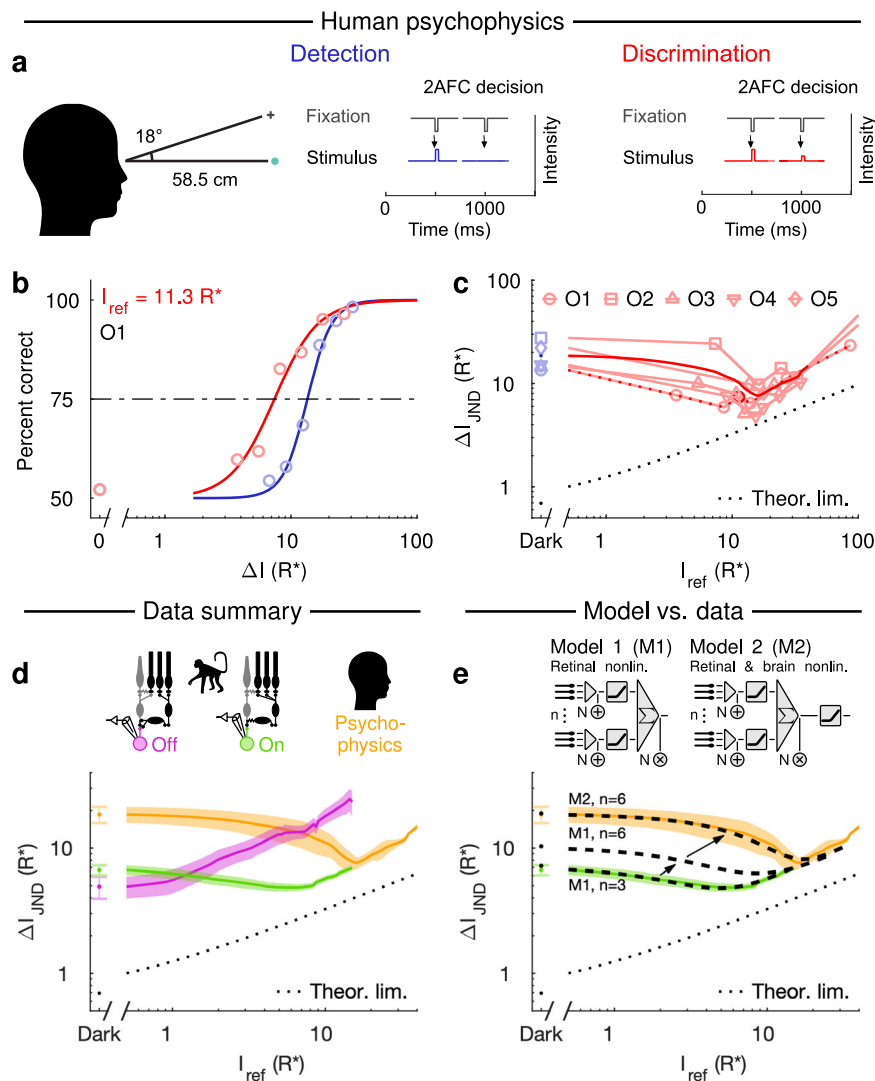 Human psychophysics
a
Detection
Discrimination
18°
58.5 cm
2AFC decision
Fixation
Stimulus
Intensity
0
1000
Time (ms)
2AFC decision
Fixation
Stimulus
Intensity
0
1000
Time (ms)
b
I_ref = 11.3 R*
O1
Percent correct
100
75
50
0
1
10
100
ΔI (R*)
c
O1 O2 O3 O4 O5
ΔI_JND (R*)
100
10
1
Theor. lim.
Dark
1
10
100
I_ref (R*)
Data summary
d
Off
On
Psycho-
physics
ΔI_JND (R*)
10
1
Theor. lim.
Dark
1
10
I_ref (R*)
Model vs. data
e
Model 1 (M1)
Retinal nonlin.
n
N
N
N
Model 2 (M2)
Retinal & brain nonlin.
n
N
N
N
M2, n=6
M1, n=6
M1, n=3
ΔI_JND (R*)
10
1
Theor. lim.
Dark
1
10
I_ref (R*)